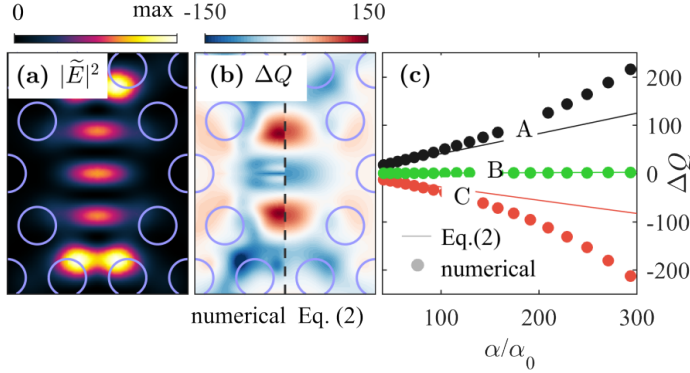 0 max
-150 150
(a) |Ẽ|²
(b) ΔQ
(c)
A
B
C
Eq.(2)
numerical
200
100
0
-100
-200
ΔQ
100 200 300
α/α₀
numerical Eq. (2)